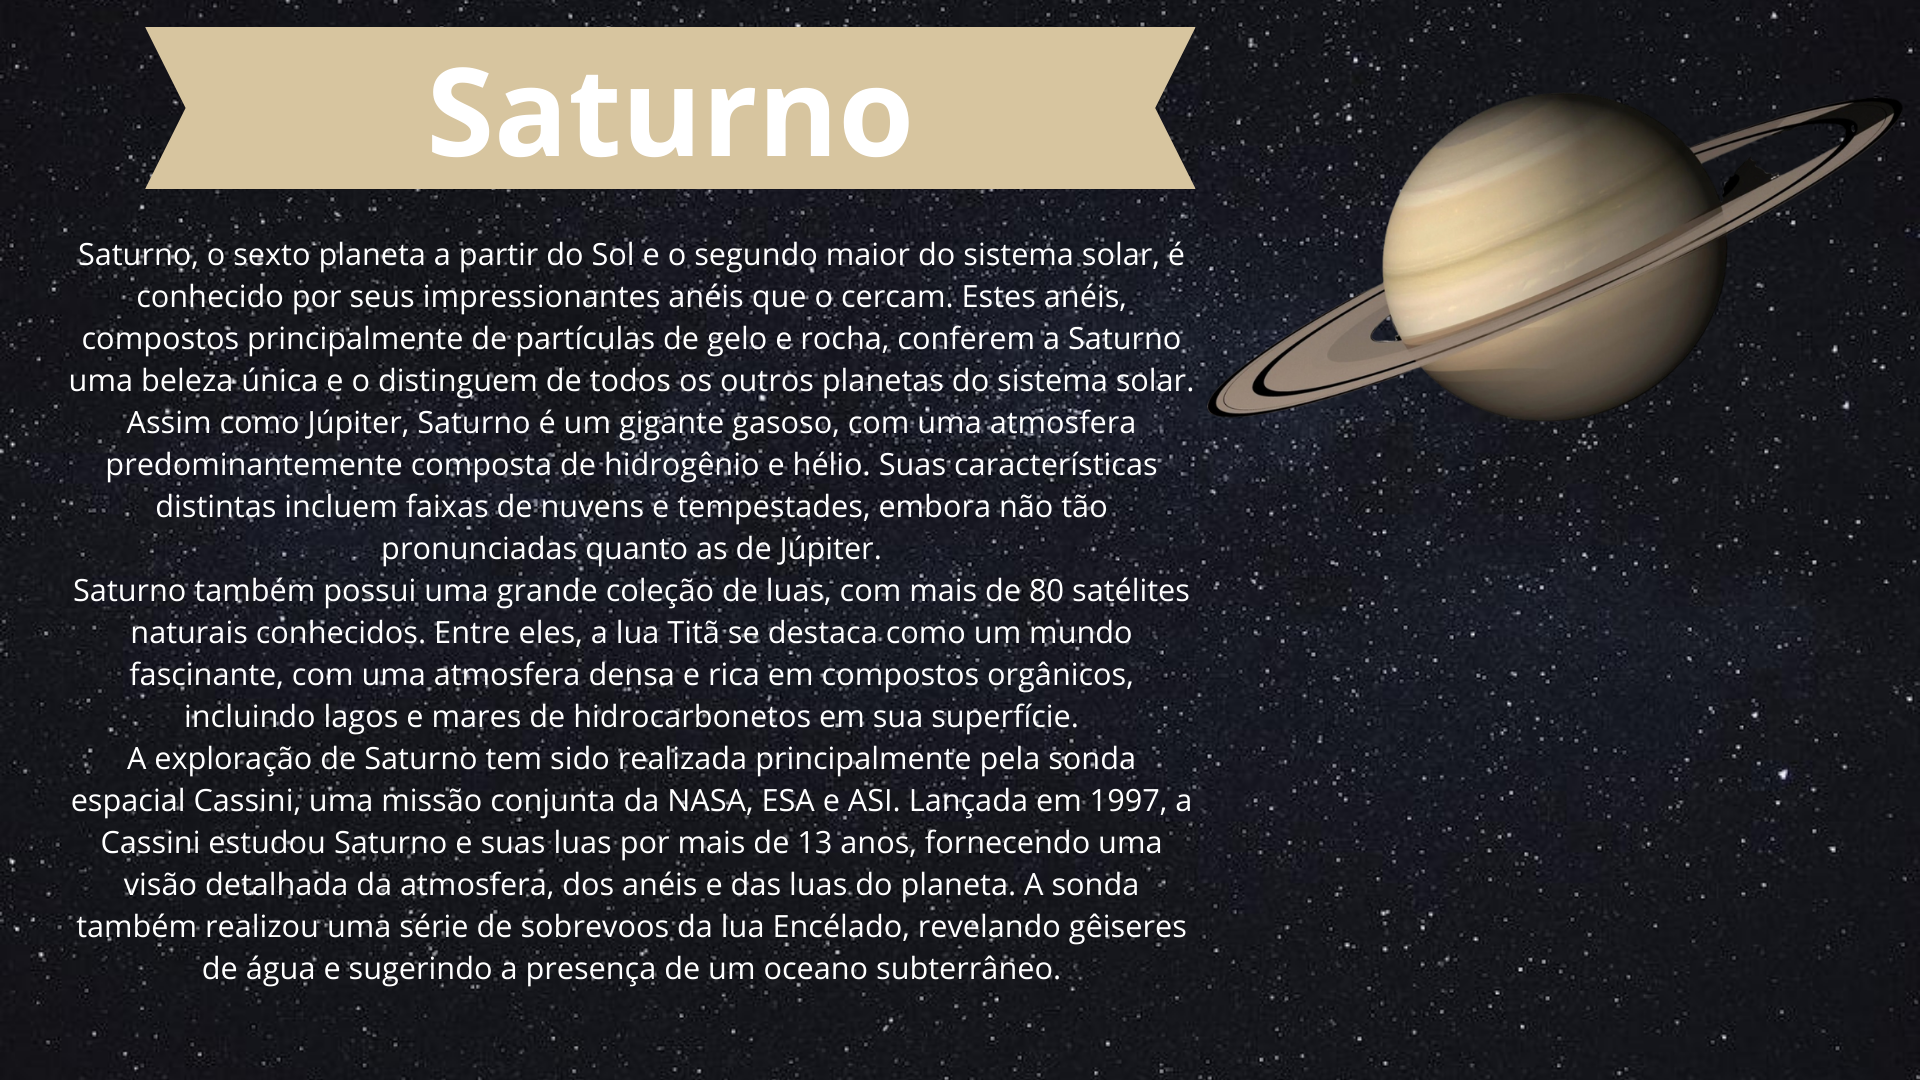 Saturno
Saturno, o sexto planeta a partir do Sol e o segundo maior do sistema solar, é
conhecido por seus impressionantes anéis que o cercam. Estes anéis,
compostos principalmente de partículas de gelo e rocha, conferem a Saturno
uma beleza única e o distinguem de todos os outros planetas do sistema solar.
Assim como Júpiter, Saturno é um gigante gasoso, com uma atmosfera
predominantemente composta de hidrogênio e hélio. Suas características
distintas incluem faixas de nuvens e tempestades, embora não tão
pronunciadas quanto as de Júpiter.
Saturno também possui uma grande coleção de luas, com mais de 80 satélites
naturais conhecidos. Entre eles, a lua Titã se destaca como um mundo
fascinante, com uma atmosfera densa e rica em compostos orgânicos,
incluindo lagos e mares de hidrocarbonetos em sua superfície.
A exploração de Saturno tem sido realizada principalmente pela sonda
espacial Cassini, uma missão conjunta da NASA, ESA e ASI. Lançada em 1997, a
Cassini estudou Saturno e suas luas por mais de 13 anos, fornecendo uma
visão detalhada da atmosfera, dos anéis e das luas do planeta. A sonda
também realizou uma série de sobrevoos da lua Encélado, revelando gêiseres
de água e sugerindo a presença de um oceano subterrâneo.